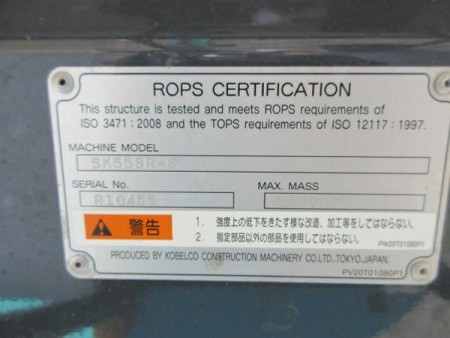 ROPS CERTIFICATION
This structure is tested and meets ROPS requirements of
ISO 3471 : 2008 and the TOPS requirements of ISO 12117 : 1997.
MACHINE MODEL
SK55SR-
SERIAL No. MAX. MASS
R10455
警告
1. 強度上の低下をきたす様な改造、加工等をしてはならない。
2. 指定部品以外の部品を使用してはならない。
PW20T01080P1
PRODUCED BY KOBELCO CONSTRUCTION MACHINERY CO.LTD.,TOKYO,JAPAN.
PV20T01080P1